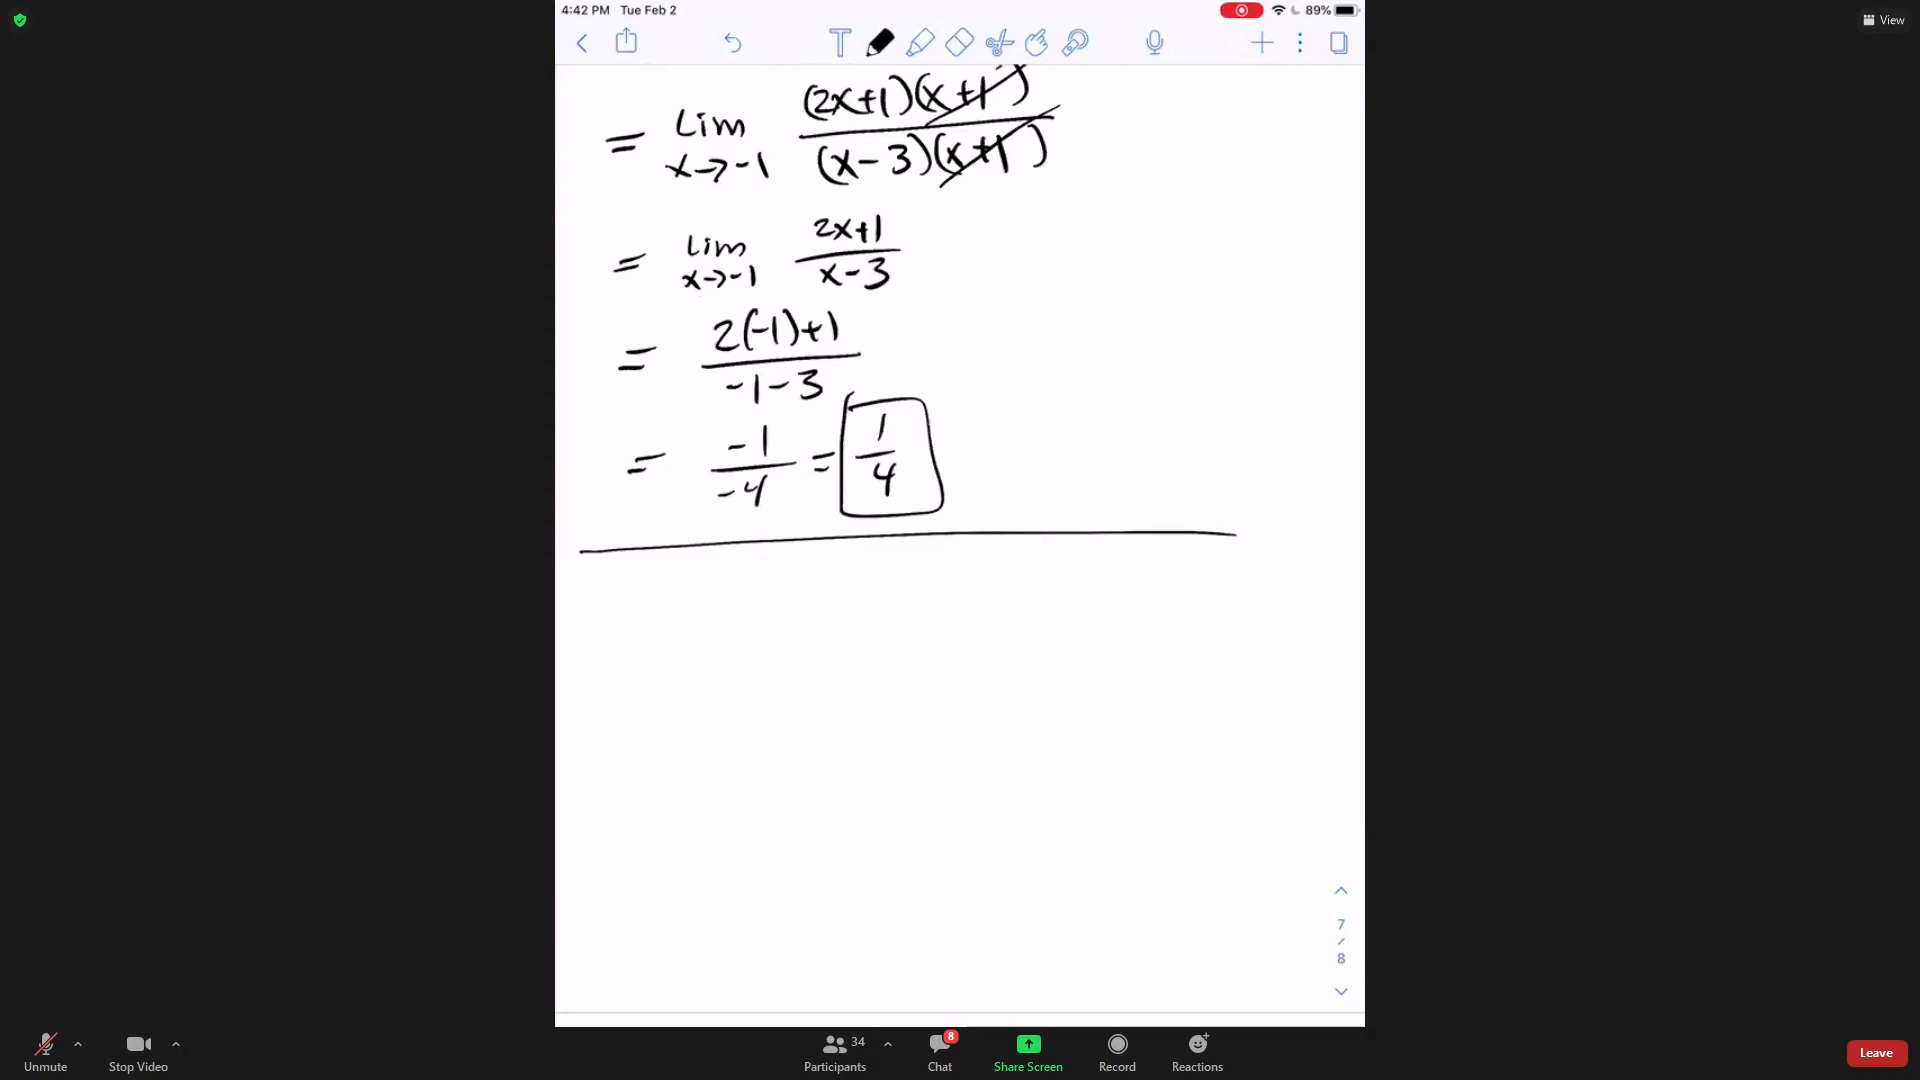 View
4:42 PM Tue Feb 2 89%
T
= Lim x→-1 (2x+1)(x+1) / (x-3)(x+1)
= Lim x→-1 2x+1 / x-3
= 2(-1)+1 / -1-3
= -1 / -4 = 1 / 4
7
/
8
Unmute Stop Video Participants 34 Chat 8 Share Screen Record Reactions Leave